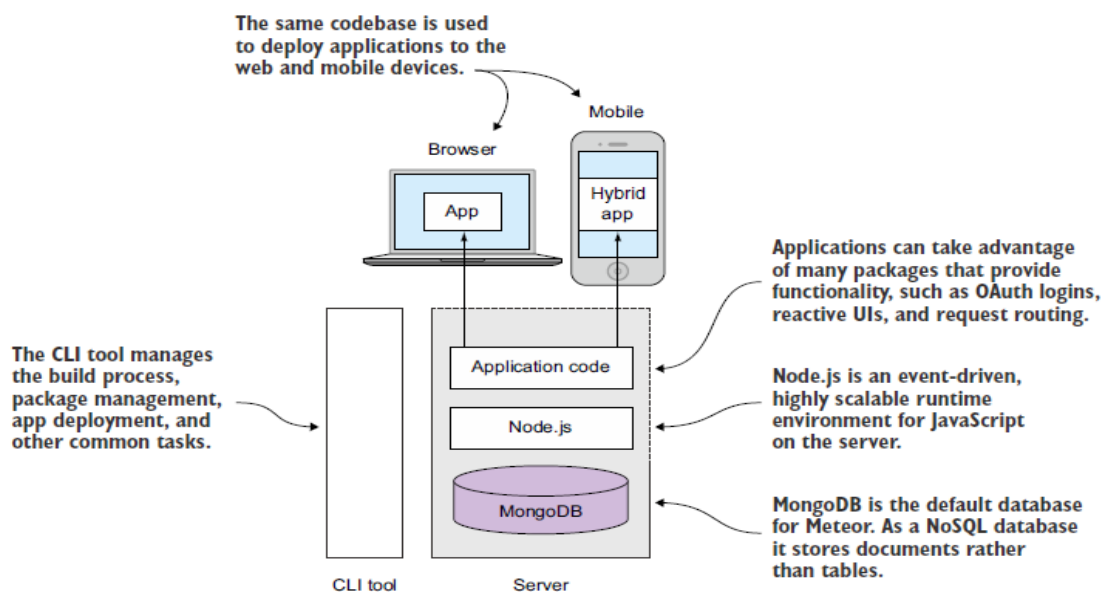 The same codebase is used
to deploy applications to the
web and mobile devices.
Mobile
Browser
App
Hybrid
app
Applications can take advantage
of many packages that provide
functionality, such as OAuth logins,
reactive UIs, and request routing.
The CLI tool manages
the build process,
package management,
app deployment, and
other common tasks.
Application code
Node.js is an event-driven,
highly scalable runtime
environment for JavaScript
on the server.
Node.js
MongoDB
MongoDB is the default database
for Meteor. As a NoSQL database
it stores documents rather
than tables.
CLI tool
Server